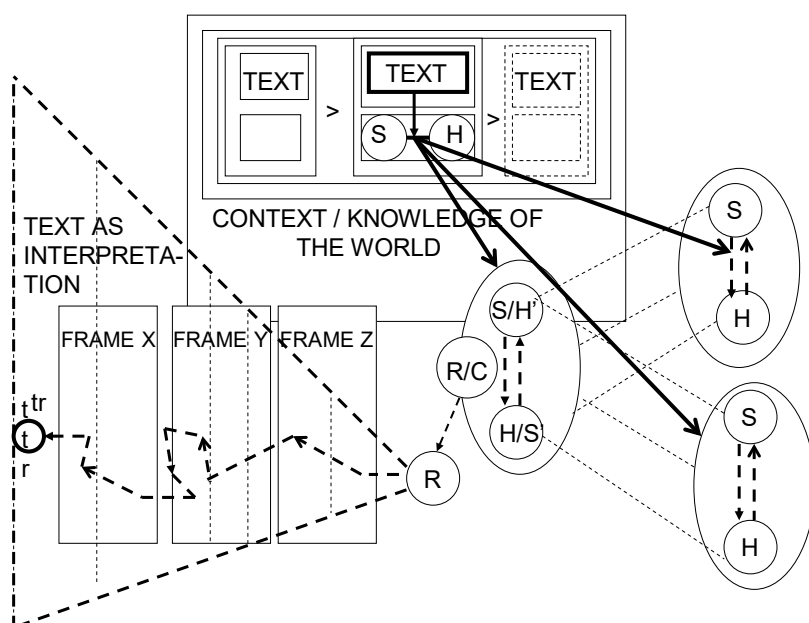 TEXT
TEXT
TEXT
>
>
S
H
CONTEXT / KNOWLEDGE OF
THE WORLD
TEXT AS
INTERPRETA-
TION
FRAME X
FRAME Y
FRAME Z
S/H’
R/C
H/S’
R
S
H
S
H
t tr
t
r